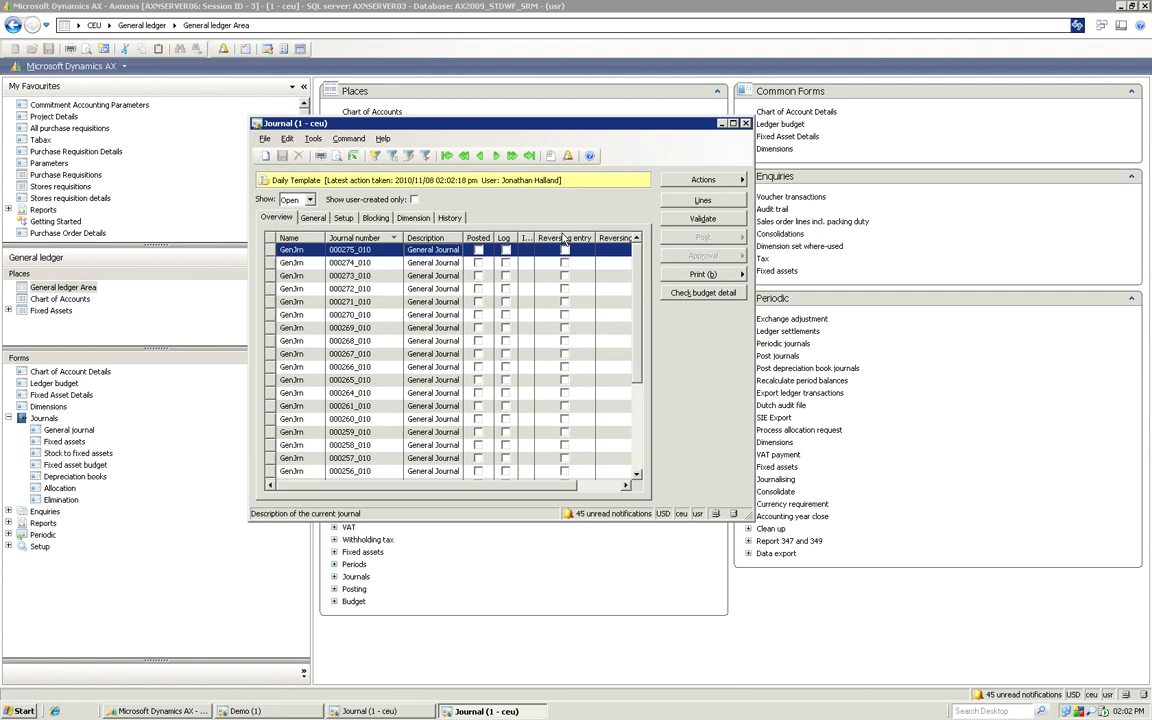 Microsoft Dynamics AX - Axmosis [AXNSERVER06: Session ID - 3] - [1 - ceu] - SQL server: AXNSERVER03 - Database: AX2009_STDWF_SRM - (usr)
CEU General ledger General ledger Area
Microsoft Dynamics AX
My Favourites
Commitment Accounting Parameters
Project Details
All purchase requisitions
Tabax
Purchase Requisition Details
Parameters
Purchase Requisitions
Stores requisitions
Stores requisition details
Reports
Getting Started
Purchase Order Details
General ledger
Places
General ledger Area
Chart of Accounts
Fixed Assets
Forms
Chart of Account Details
Ledger budget
Fixed Asset Details
Dimensions
Journals
General journal
Fixed assets
Stock to fixed assets
Fixed asset budget
Depreciation books
Allocation
Elimination
Enquiries
Reports
Periodic
Setup
Places
Chart of Accounts
Journal (1 - ceu)
File Edit Tools Command Help
Daily Template [Latest action taken: 2010/11/08 02:02:18 pm User: Jonathan Halland]
Show: Open Show user-created only:
Overview General Setup Blocking Dimension History
Name Journal number Description Posted Log I... Reversing entry Reversing
GenJrn 000275_010 General Journal
GenJrn 000274_010 General Journal
GenJrn 000273_010 General Journal
GenJrn 000272_010 General Journal
GenJrn 000271_010 General Journal
GenJrn 000270_010 General Journal
GenJrn 000269_010 General Journal
GenJrn 000268_010 General Journal
GenJrn 000267_010 General Journal
GenJrn 000266_010 General Journal
GenJrn 000265_010 General Journal
GenJrn 000264_010 General Journal
GenJrn 000261_010 General Journal
GenJrn 000260_010 General Journal
GenJrn 000259_010 General Journal
GenJrn 000258_010 General Journal
GenJrn 000257_010 General Journal
GenJrn 000256_010 General Journal
Actions
Lines
Validate
Post
Approval
Print (b)
Check budget detail
Description of the current journal 45 unread notifications USD ceu usr
VAT
Withholding tax
Fixed assets
Periods
Journals
Posting
Budget
Common Forms
Chart of Account Details
Ledger budget
Fixed Asset Details
Dimensions
Enquiries
Voucher transactions
Audit trail
Sales order lines incl. packing duty
Consolidations
Dimension set where-used
Tax
Fixed assets
Periodic
Exchange adjustment
Ledger settlements
Periodic journals
Post journals
Post depreciation book journals
Recalculate period balances
Export ledger transactions
Dutch audit file
SIE Export
Process allocation request
Dimensions
VAT payment
Fixed assets
Journalising
Consolidate
Currency requirement
Accounting year close
Clean up
Report 347 and 349
Data export
45 unread notifications USD ceu usr
Start Microsoft Dynamics AX - ... Demo (1) Journal (1 - ceu) Journal (1 - ceu) Search Desktop 02:02 PM